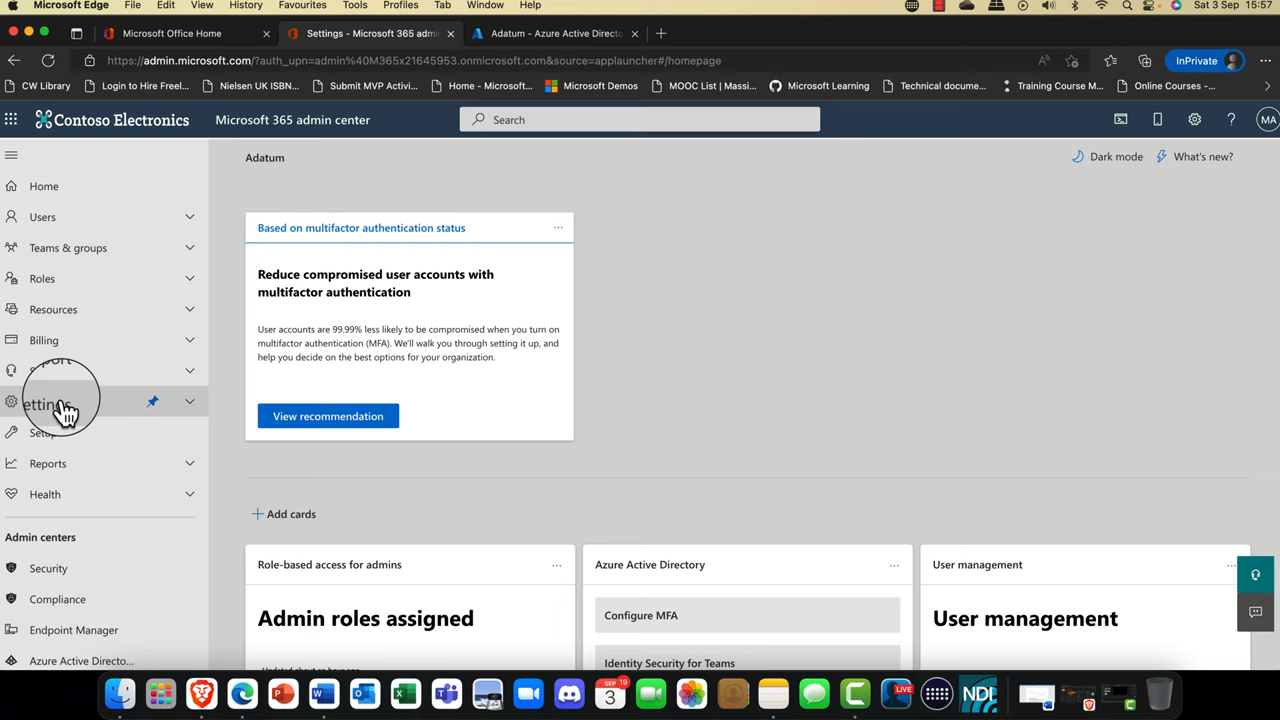 Microsoft Edge File Edit View History Favourites Tools Profiles Tab Window Help Sat 3 Sep 15:57
Microsoft Office Home Settings - Microsoft 365 admi Adatum - Azure Active Directo
https://admin.microsoft.com/?auth_upn=admin%40M365x21645953.onmicrosoft.com&source=applauncher#/homepage InPrivate
CW Library Login to Hire Freel... Nielsen UK ISBN... Submit MVP Activi... Home - Microsoft... Microsoft Demos MOOC List | Massi... Microsoft Learning Technical docume... Training Course M... Online Courses -...
Contoso Electronics Microsoft 365 admin center Search MA
Adatum Dark mode What's new?
Home
Users
Teams & groups
Roles
Resources
Billing
ettings
Reports
Health
Admin centers
Security
Compliance
Endpoint Manager
Azure Active Directo...
Based on multifactor authentication status
Reduce compromised user accounts with
multifactor authentication
User accounts are 99.99% less likely to be compromised when you turn on
multifactor authentication (MFA). We'll walk you through setting it up, and
help you decide on the best options for your organization.
View recommendation
Add cards
Role-based access for admins
Admin roles assigned
Azure Active Directory
Configure MFA
Identity Security for Teams
User management
User management
SEP 19
3
LIVE
NDI